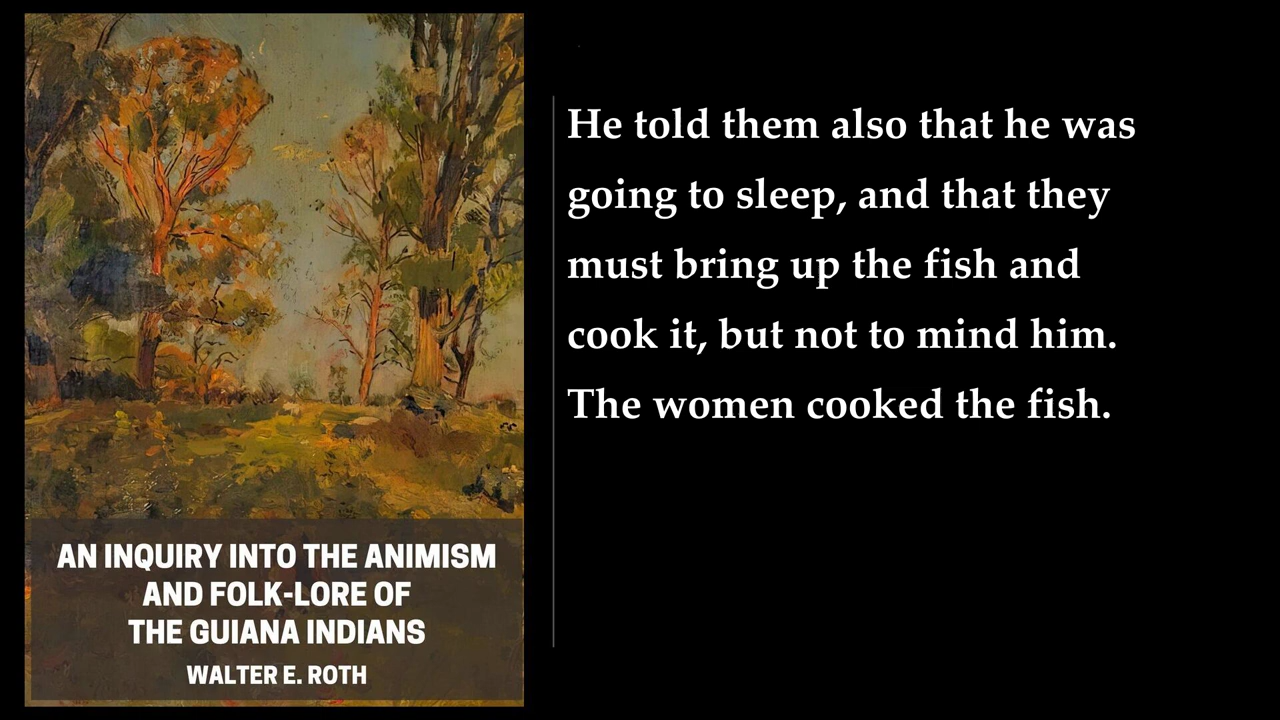 He told them also that he was
going to sleep, and that they
must bring up the fish and
cook it, but not to mind him.
The women cooked the fish.
AN INQUIRY INTO THE ANIMISM
AND FOLK-LORE OF
THE GUIANA INDIANS
WALTER E. ROTH